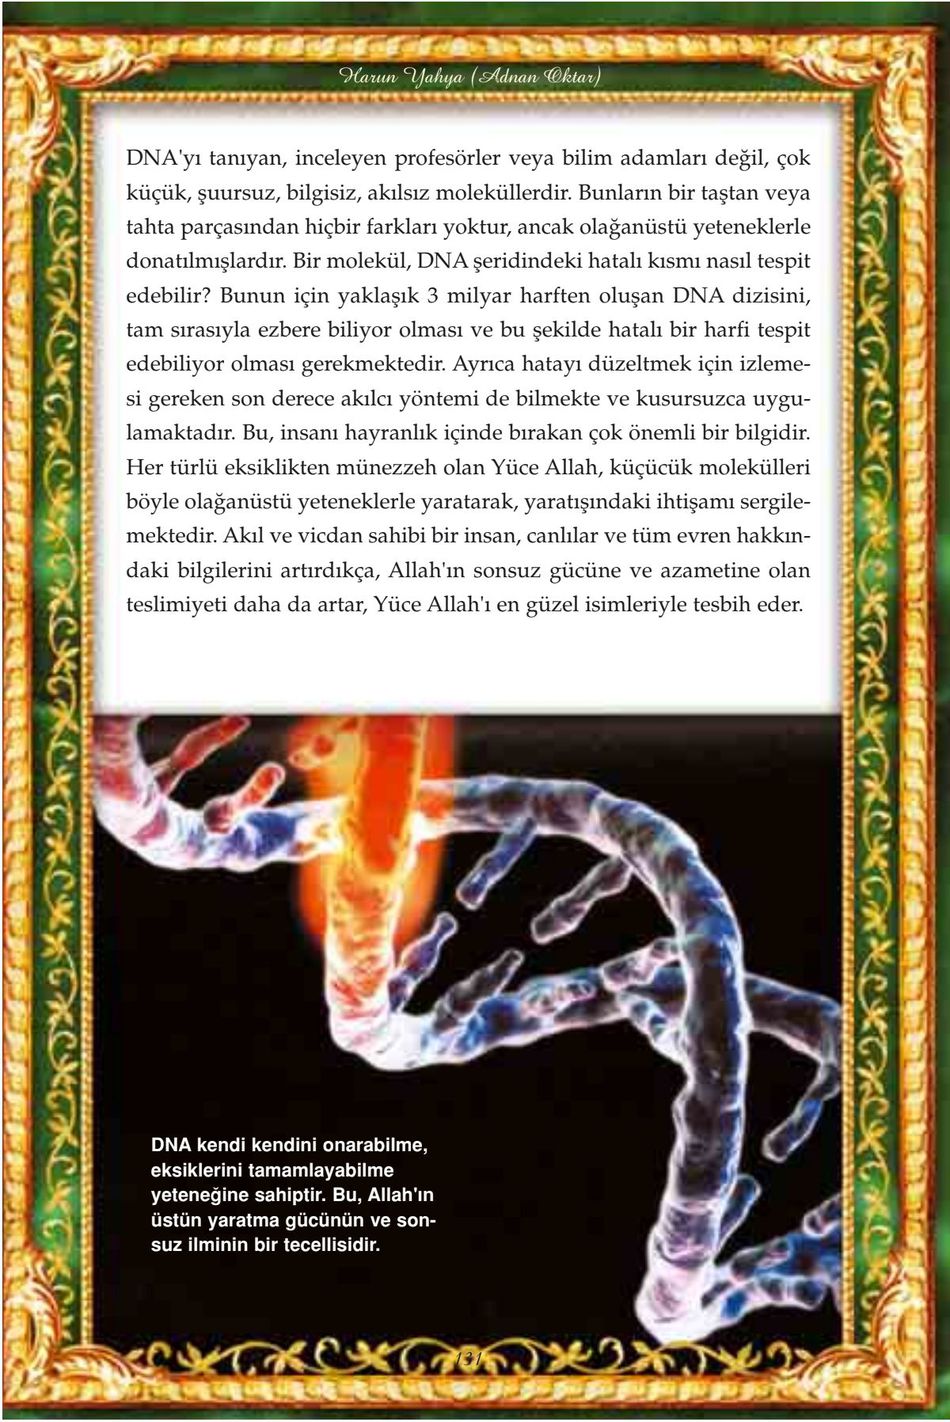 Harun Yahya (Adnan Oktar)
DNA'yı tanıyan, inceleyen profesörler veya bilim adamları değil, çok
küçük, şuursuz, bilgisiz, akılsız moleküllerdir. Bunların bir taştan veya
tahta parçasından hiçbir farkları yoktur, ancak olağanüstü yeteneklerle
donatılmışlardır. Bir molekül, DNA şeridindeki hatalı kısmı nasıl tespit
edebilir? Bunun için yaklaşık 3 milyar harften oluşan DNA dizisini,
tam sırasıyla ezbere biliyor olması ve bu şekilde hatalı bir harfi tespit
edebiliyor olması gerekmektedir. Ayrıca hatayı düzeltmek için izleme-
si gereken son derece akılcı yöntemi de bilmekte ve kusursuzca uygu-
lamaktadır. Bu, insanı hayranlık içinde bırakan çok önemli bir bilgidir.
Her türlü eksiklikten münezzeh olan Yüce Allah, küçücük molekülleri
böyle olağanüstü yeteneklerle yaratarak, yaratışındaki ihtişamı sergile-
mektedir. Akıl ve vicdan sahibi bir insan, canlılar ve tüm evren hakkın-
daki bilgilerini artırdıkça, Allah'ın sonsuz gücüne ve azametine olan
teslimiyeti daha da artar, Yüce Allah'ı en güzel isimleriyle tesbih eder.
DNA kendi kendini onarabilme,
eksiklerini tamamlayabilme
yeteneğine sahiptir. Bu, Allah'ın
üstün yaratma gücünün ve son-
suz ilminin bir tecellisidir.
131